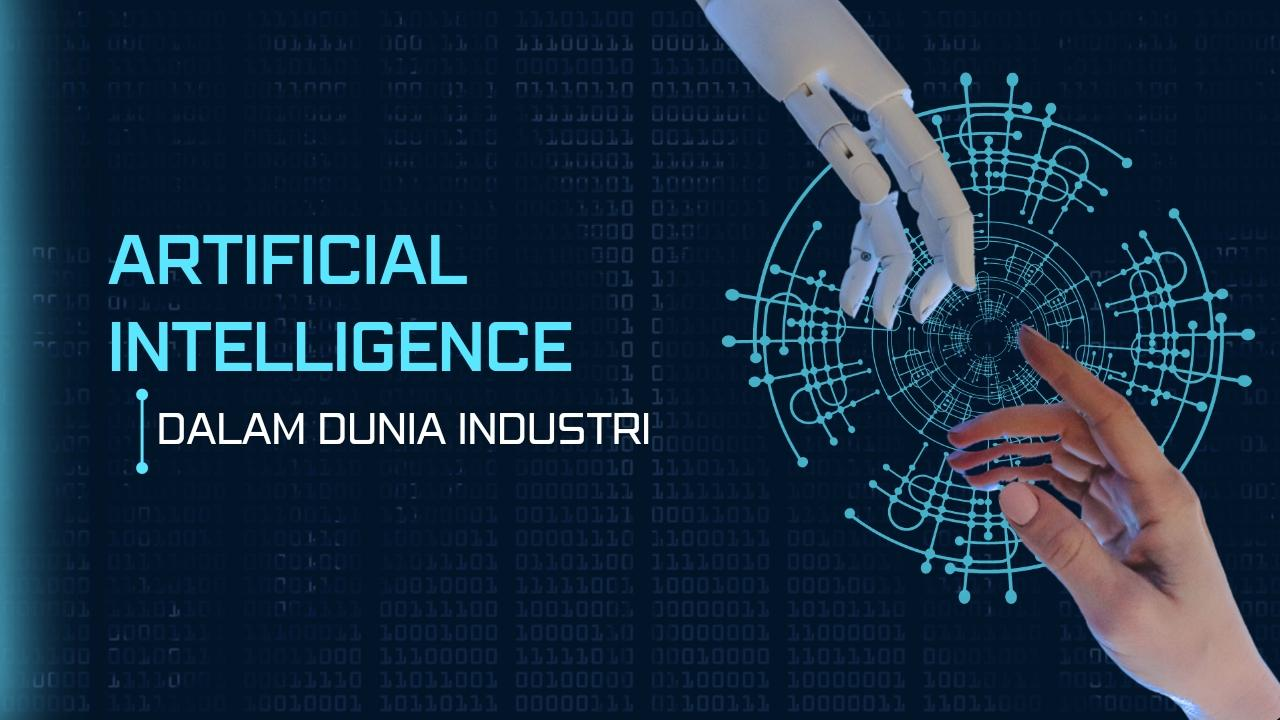 ARTIFICIAL
INTELLIGENCE
DALAM DUNIA INDUSTRI